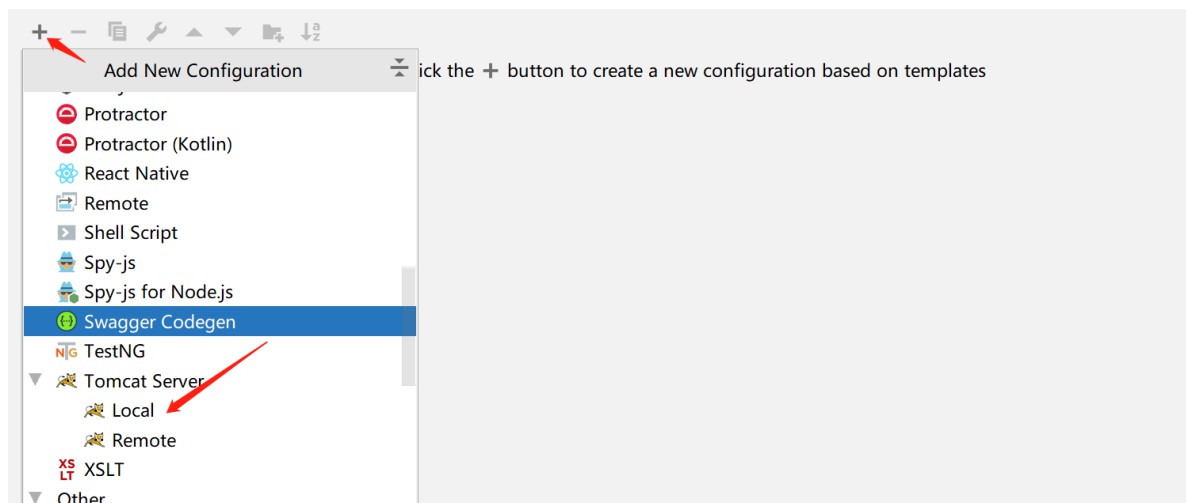 Add New Configuration
ick the + button to create a new configuration based on templates
Protractor
Protractor (Kotlin)
React Native
Remote
Shell Script
Spy-js
Spy-js for Node.js
Swagger Codegen
TestNG
Tomcat Server
Local
Remote
XSLT
Other